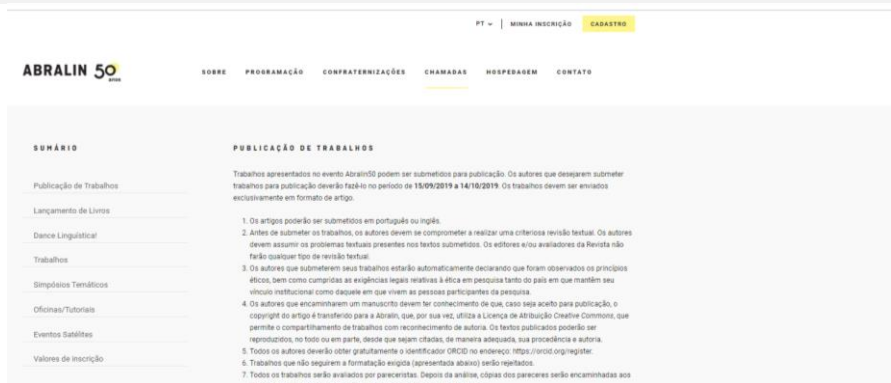 PT MINHA INSCRIÇÃO CADASTRO
ABRALIN 50 anos
SOBRE PROGRAMAÇÃO CONFRATERNIZAÇÕES CHAMADAS HOSPEDAGEM CONTATO
SUMÁRIO
Publicação de Trabalhos
Lançamento de Livros
Dance Linguística!
Trabalhos
Simpósios Temáticos
Oficinas/Tutoriais
Eventos Satélites
Valores de inscrição
PUBLICAÇÃO DE TRABALHOS
Trabalhos apresentados no evento Abralin50 podem ser submetidos para publicação. Os autores que desejarem submeter
trabalhos para publicação deverão fazê-lo no período de 15/09/2019 a 14/10/2019. Os trabalhos devem ser enviados
exclusivamente em formato de artigo.
1. Os artigos poderão ser submetidos em português ou inglês.
2. Antes de submeter os trabalhos, os autores devem se comprometer a realizar uma criteriosa revisão textual. Os autores
devem assumir os problemas textuais presentes nos textos submetidos. Os editores e/ou avaliadores da Revista não
farão qualquer tipo de revisão textual.
3. Os autores que submeterem seus trabalhos estarão automaticamente declarando que foram observados os princípios
éticos, bem como cumpridas as exigências legais relativas à ética em pesquisa tanto do país em que mantêm seu
vínculo institucional como daquele em que vivem as pessoas participantes da pesquisa.
4. Os autores que encaminharem um manuscrito devem ter conhecimento de que, caso seja aceito para publicação, o
copyright do artigo é transferido para a Abralin, que, por sua vez, utiliza a Licença de Atribuição Creative Commons, que
permite o compartilhamento de trabalhos com reconhecimento de autoria. Os textos publicados poderão ser
reproduzidos, no todo ou em parte, desde que sejam citadas, de maneira adequada, sua procedência e autoria.
5. Todos os autores deverão obter gratuitamente o identificador ORCID no endereço: https://orcid.org/register.
6. Trabalhos que não seguirem a formatação exigida (apresentada abaixo) serão rejeitados.
7. Todos os trabalhos serão avaliados por pareceristas. Depois da análise, cópias dos pareceres serão encaminhadas aos